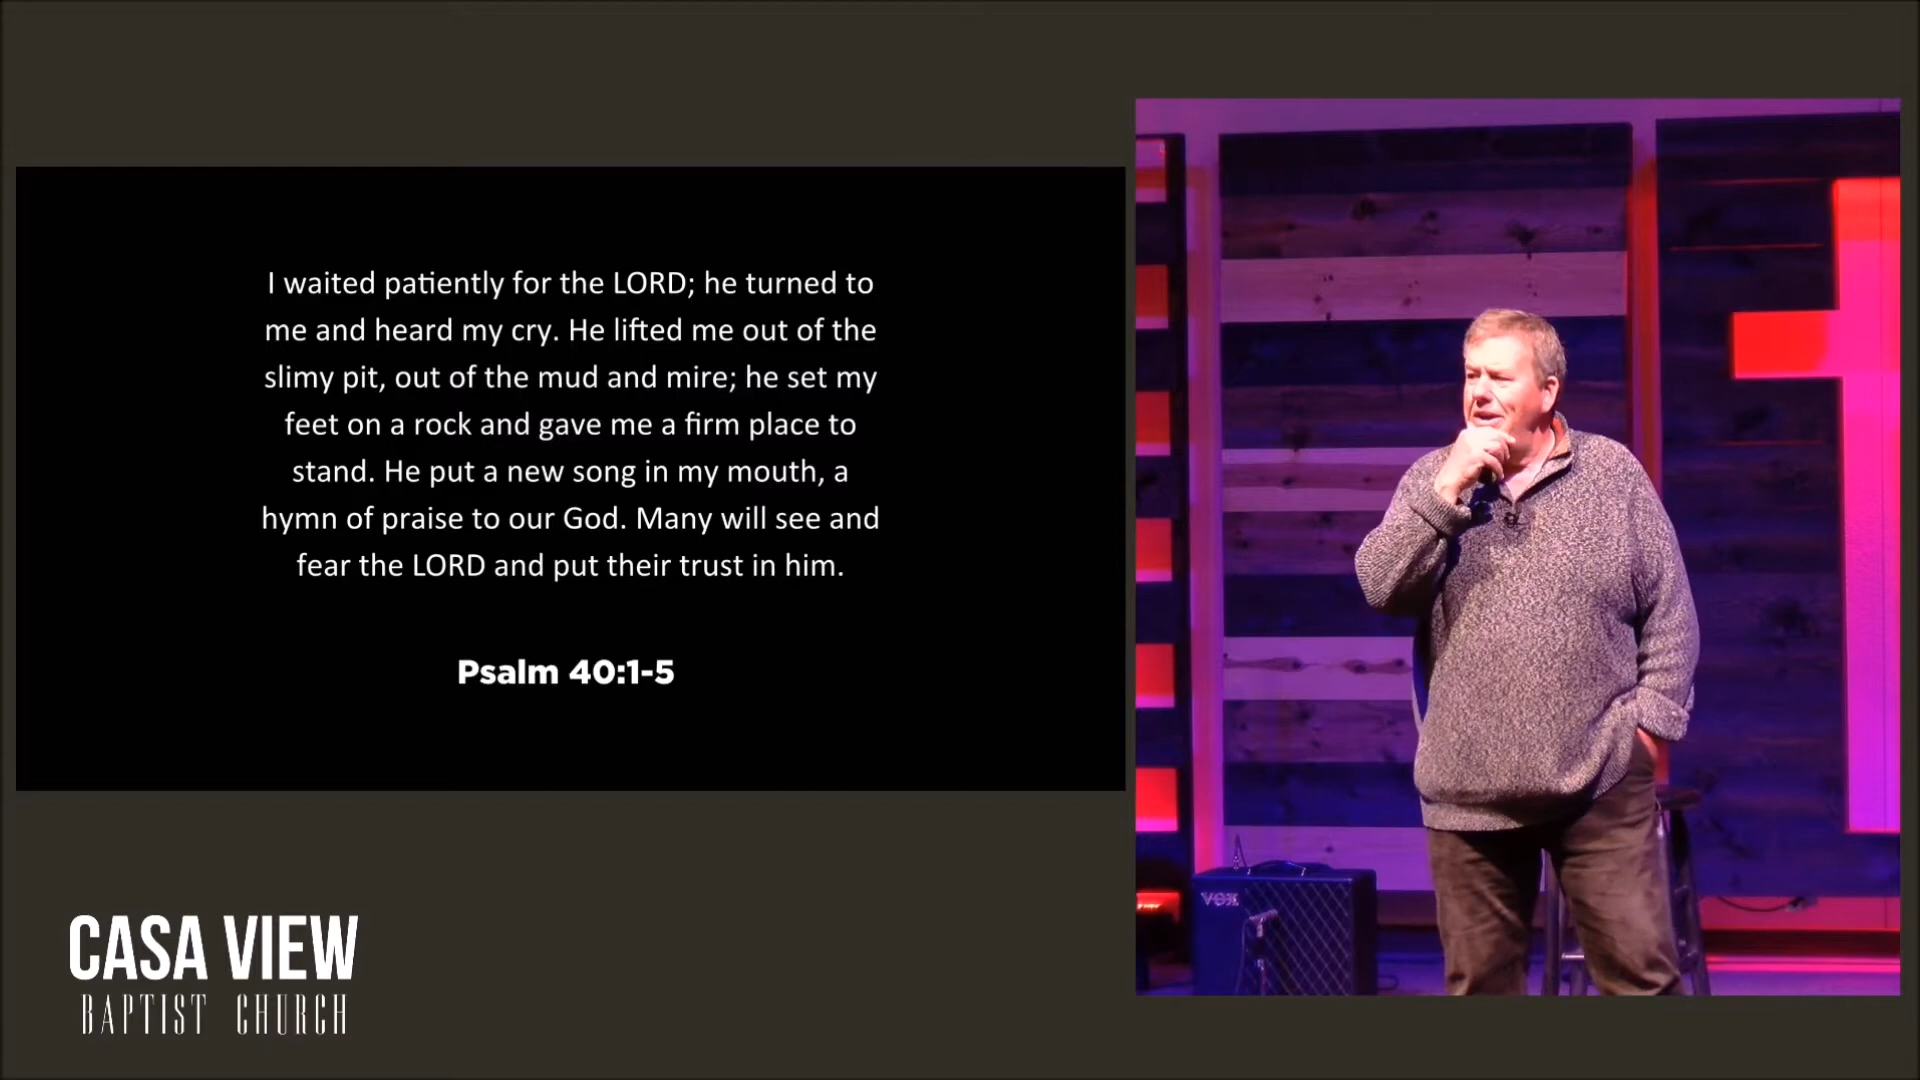 I waited patiently for the LORD; he turned to
me and heard my cry. He lifted me out of the
slimy pit, out of the mud and mire; he set my
feet on a rock and gave me a firm place to
stand. He put a new song in my mouth, a
hymn of praise to our God. Many will see and
fear the LORD and put their trust in him.
Psalm 40:1-5
CASA VIEW
BAPTIST CHURCH
VOX